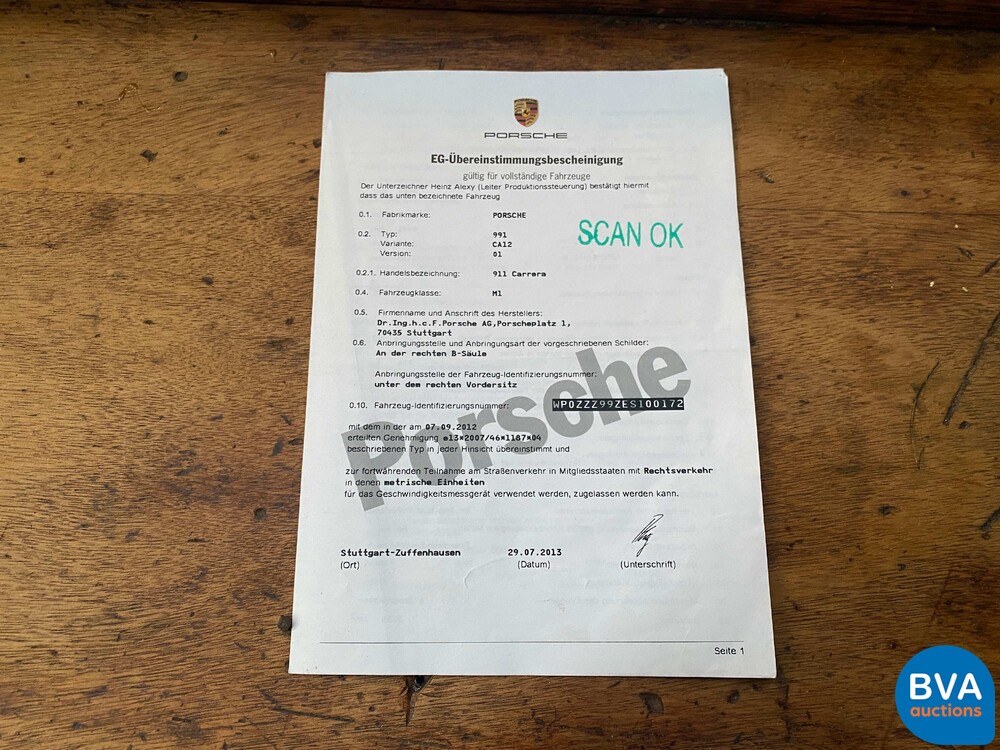 PORSCHE
EG-Übereinstimmungsbescheinigung
gültig für vollständige Fahrzeuge
Der Unterzeichner Heinz Alexy (Leiter Produktionssteuerung) bestätigt hiermit
dass das unten bezeichnete Fahrzeug
0.1. Fabrikmarke: PORSCHE
SCAN OK
0.2. Typ: 991
Variante: CA12
Version: 01
0.2.1. Handelsbezeichnung: 911 Carrera
0.4. Fahrzeugklasse: M1
0.5. Firmenname und Anschrift des Herstellers:
Dr.Ing.h.c.F.Porsche AG,Porscheplatz 1,
70435 Stuttgart
0.6. Anbringungsstelle und Anbringungsart der vorgeschriebenen Schilder:
An der rechten B-Säule
Anbringungsstelle der Fahrzeug-Identifizierungsnummer:
unter dem rechten Vordersitz
0.10. Fahrzeug-Identifizierungsnummer: WP0ZZZ99ZES100172
Porsche
mit dem in der am 07.09.2012
erteilten Genehmigung e13*2007/46*1187*04
beschriebenen Typ in jeder Hinsicht übereinstimmt und
zur fortwährenden Teilnahme am Straßenverkehr in Mitgliedsstaaten mit Rechtsverkehr
in denen metrische Einheiten
für das Geschwindigkeitsmessgerät verwendet werden, zugelassen werden kann.
Stuttgart-Zuffenhausen 29.07.2013
(Ort) (Datum) (Unterschrift)
Seite 1
BVA
auctions